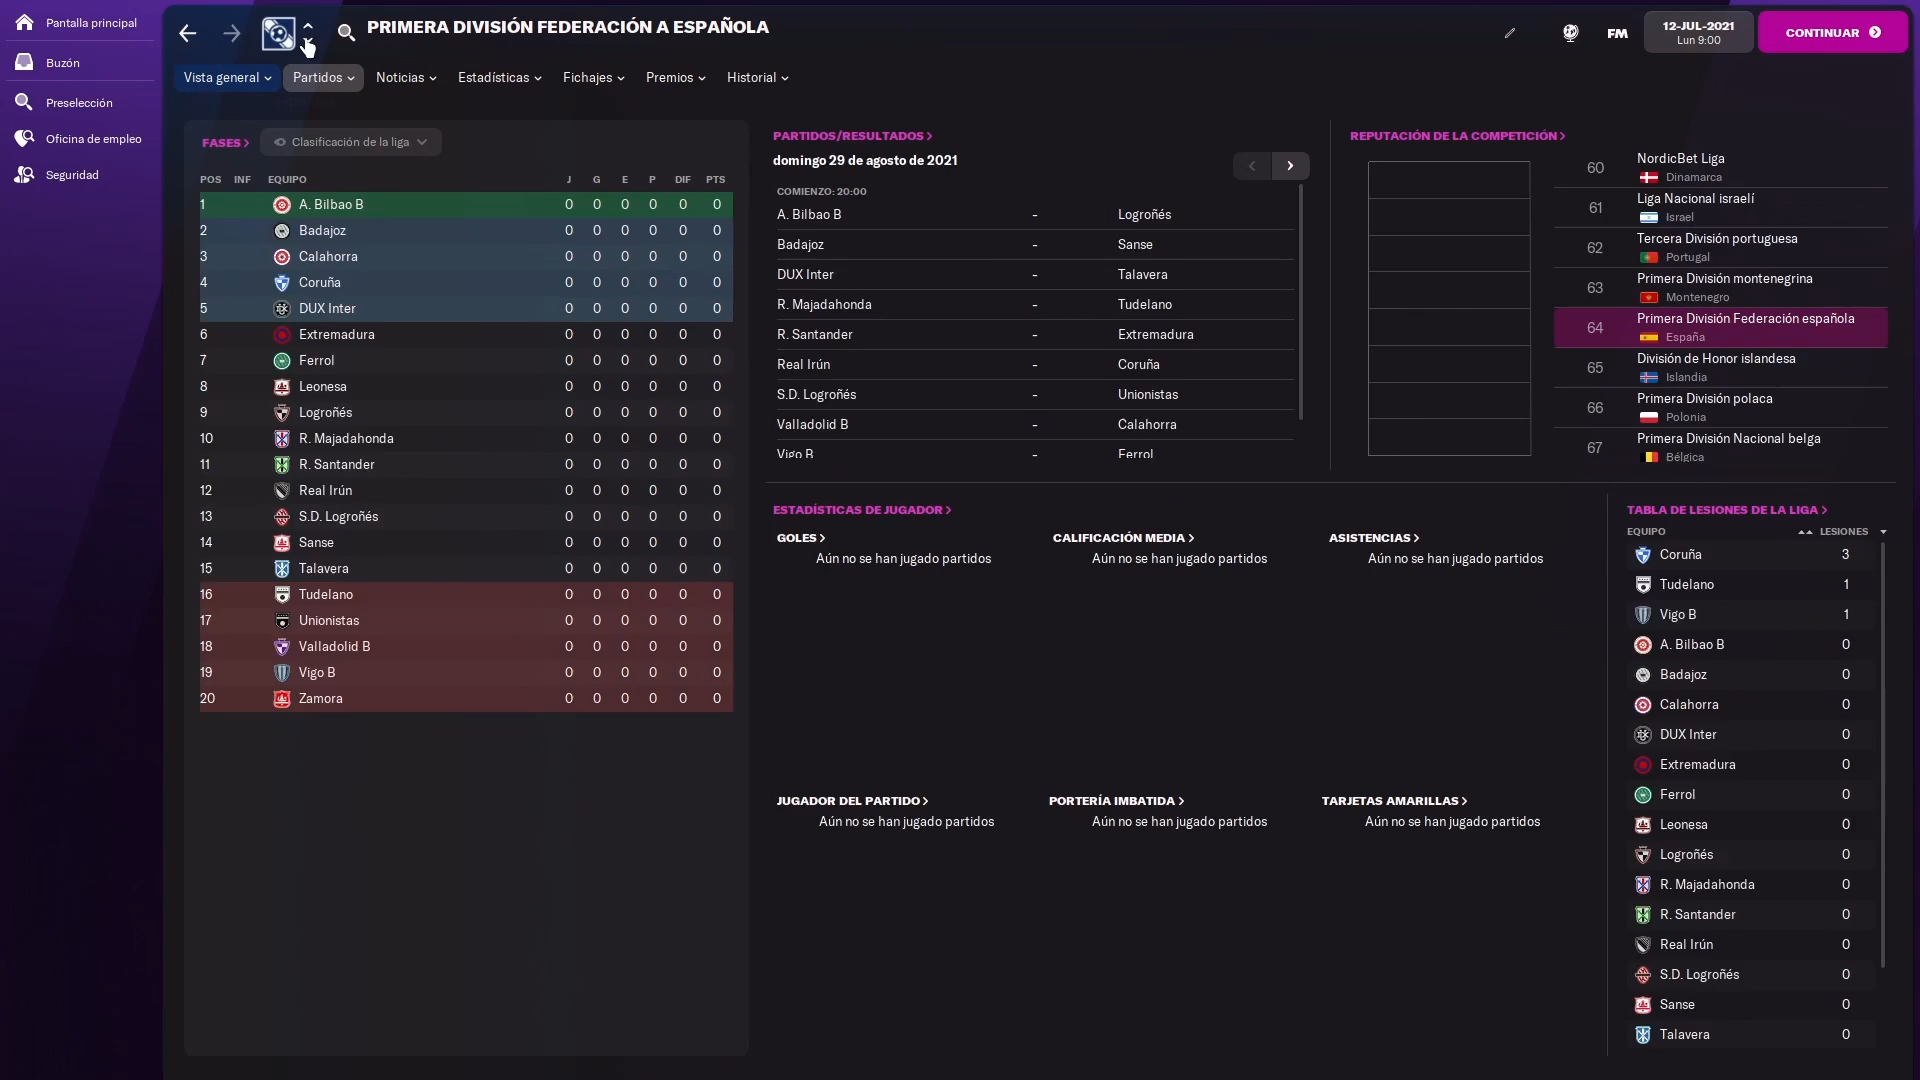 Pantalla principal
Buzón
Preselección
Oficina de empleo
Seguridad
PRIMERA DIVISIÓN FEDERACIÓN A ESPAÑOLA
FM
12-JUL-2021
Lun 9:00
CONTINUAR
Vista general
Partidos
Noticias
Estadísticas
Fichajes
Premios
Historial
FASES
Clasificación de la liga
POS INF EQUIPO J G E P DIF PTS
1 A. Bilbao B 0 0 0 0 0 0
2 Badajoz 0 0 0 0 0 0
3 Calahorra 0 0 0 0 0 0
4 Coruña 0 0 0 0 0 0
5 DUX Inter 0 0 0 0 0 0
6 Extremadura 0 0 0 0 0 0
7 Ferrol 0 0 0 0 0 0
8 Leonesa 0 0 0 0 0 0
9 Logroñés 0 0 0 0 0 0
10 R. Majadahonda 0 0 0 0 0 0
11 R. Santander 0 0 0 0 0 0
12 Real Irún 0 0 0 0 0 0
13 S.D. Logroñés 0 0 0 0 0 0
14 Sanse 0 0 0 0 0 0
15 Talavera 0 0 0 0 0 0
16 Tudelano 0 0 0 0 0 0
17 Unionistas 0 0 0 0 0 0
18 Valladolid B 0 0 0 0 0 0
19 Vigo B 0 0 0 0 0 0
20 Zamora 0 0 0 0 0 0
PARTIDOS/RESULTADOS
domingo 29 de agosto de 2021
COMIENZO: 20:00
A. Bilbao B - Logroñés
Badajoz - Sanse
DUX Inter - Talavera
R. Majadahonda - Tudelano
R. Santander - Extremadura
Real Irún - Coruña
S.D. Logroñés - Unionistas
Valladolid B - Calahorra
Vigo B - Ferrol
REPUTACIÓN DE LA COMPETICIÓN
60 NordicBet Liga
Dinamarca
61 Liga Nacional israelí
Israel
62 Tercera División portuguesa
Portugal
63 Primera División montenegrina
Montenegro
64 Primera División Federación española
España
65 División de Honor islandesa
Islandia
66 Primera División polaca
Polonia
67 Primera División Nacional belga
Bélgica
ESTADÍSTICAS DE JUGADOR
GOLES
Aún no se han jugado partidos
CALIFICACIÓN MEDIA
Aún no se han jugado partidos
ASISTENCIAS
Aún no se han jugado partidos
JUGADOR DEL PARTIDO
Aún no se han jugado partidos
PORTERÍA IMBATIDA
Aún no se han jugado partidos
TARJETAS AMARILLAS
Aún no se han jugado partidos
TABLA DE LESIONES DE LA LIGA
EQUIPO LESIONES
Coruña 3
Tudelano 1
Vigo B 1
A. Bilbao B 0
Badajoz 0
Calahorra 0
DUX Inter 0
Extremadura 0
Ferrol 0
Leonesa 0
Logroñés 0
R. Majadahonda 0
R. Santander 0
Real Irún 0
S.D. Logroñés 0
Sanse 0
Talavera 0